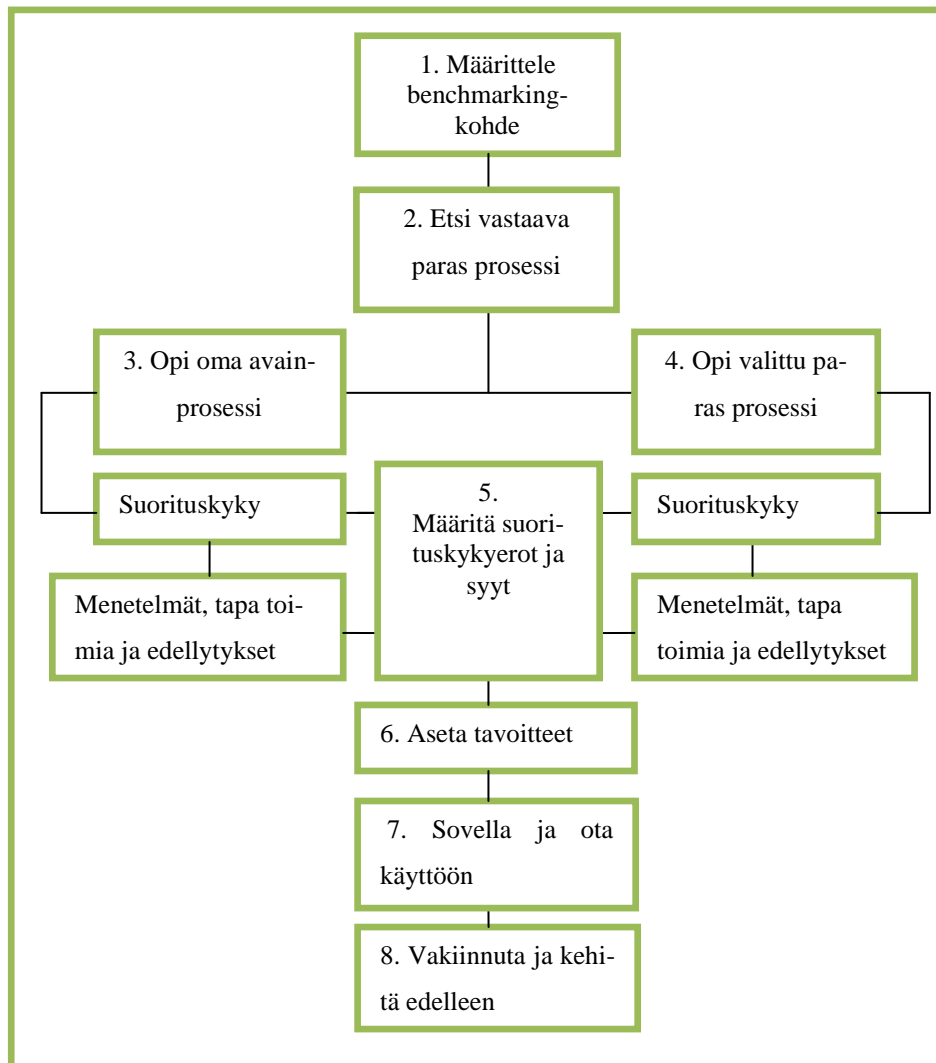 1. Määrittele
benchmarking-
kohde
2. Etsi vastaava
paras prosessi
3. Opi oma avain-
prosessi
4. Opi valittu pa-
ras prosessi
Suorituskyky
5.
Määritä suori-
tuskykyerot ja
syyt
Suorituskyky
Menetelmät, tapa toi-
mia ja edellytykset
Menetelmät, tapa
toimia ja edellytykset
6. Aseta tavoitteet
7. Sovella ja ota
käyttöön
8. Vakiinnuta ja kehi-
tä edelleen